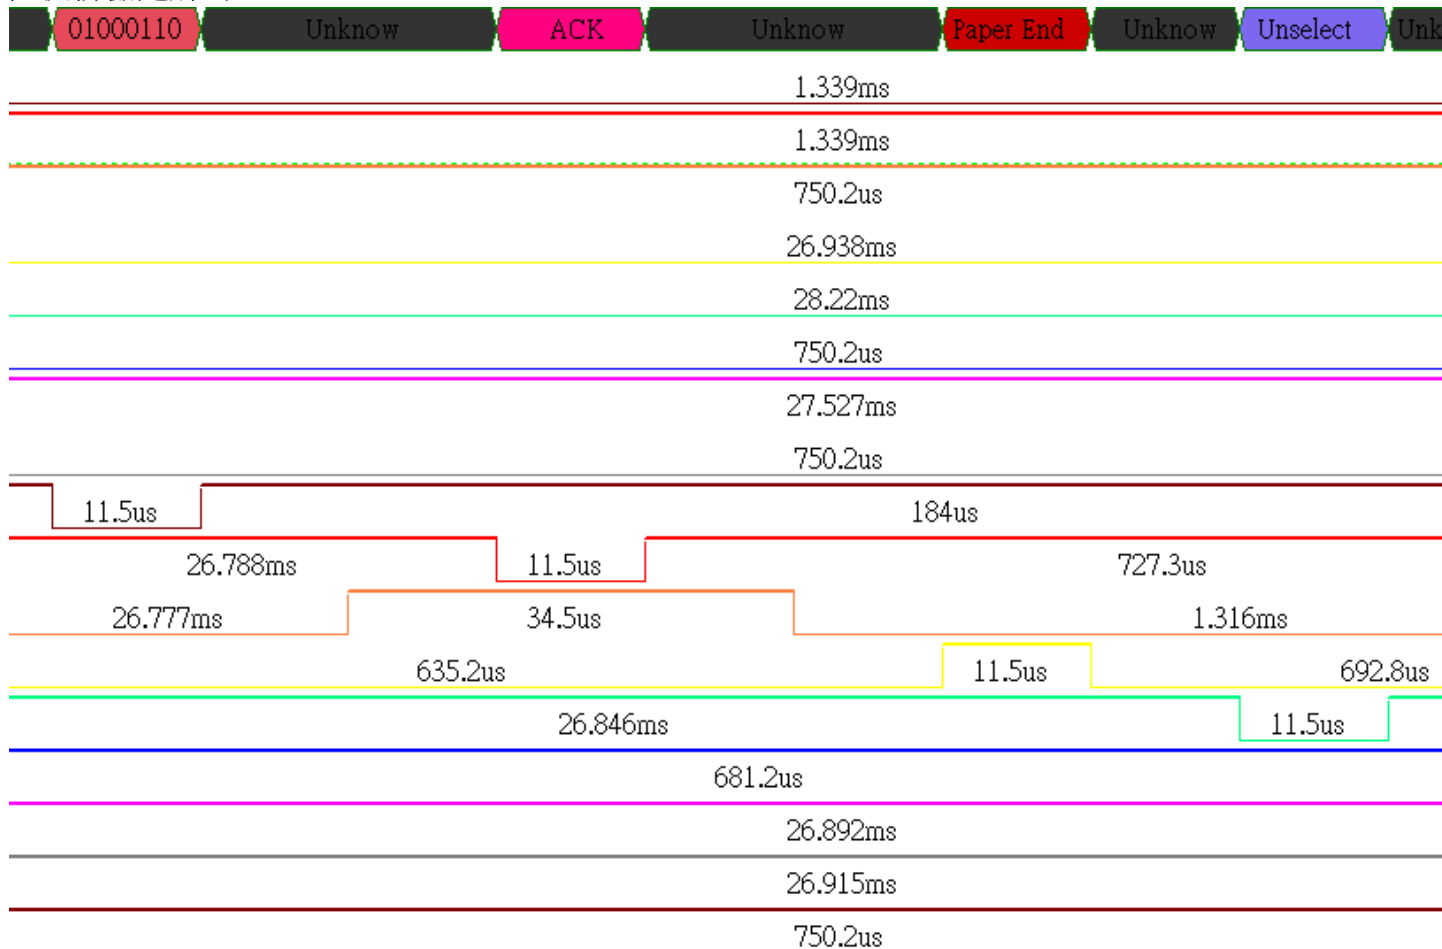 01000110 Unknow ACK Unknow Paper End Unknow Unselect Unk
1.339ms
1.339ms
750.2us
26.938ms
28.22ms
750.2us
27.527ms
750.2us
11.5us 184us
26.788ms 11.5us 727.3us
26.777ms 34.5us 1.316ms
635.2us 11.5us 692.8us
26.846ms 11.5us
681.2us
26.892ms
26.915ms
750.2us